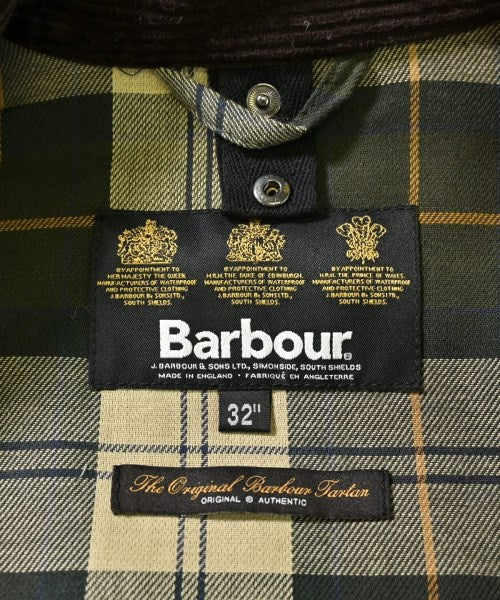 BY APPOINTMENT TO
HER MAJESTY THE QUEEN
MANUFACTURERS OF WATERPROOF
AND PROTECTIVE CLOTHING
J. BARBOUR & SONS LTD.,
SOUTH SHIELDS.
BY APPOINTMENT TO
H.R.H. THE DUKE OF EDINBURGH,
MANUFACTURERS OF WATERPROOF
AND PROTECTIVE CLOTHING
J. BARBOUR & SONS LTD.,
SOUTH SHIELDS.
BY APPOINTMENT TO
H.R.H. THE PRINCE OF WALES.
MANUFACTURERS OF WATERPROOF
AND PROTECTIVE CLOTHING
J. BARBOUR & SONS LTD.,
SOUTH SHIELDS.
Barbour®
J. BARBOUR & SONS LTD., SIMONSIDE, SOUTH SHIELDS
MADE IN ENGLAND • FABRIQUÉ EN ANGLETERRE
32"
The Original Barbour Tartan
ORIGINAL © AUTHENTIC